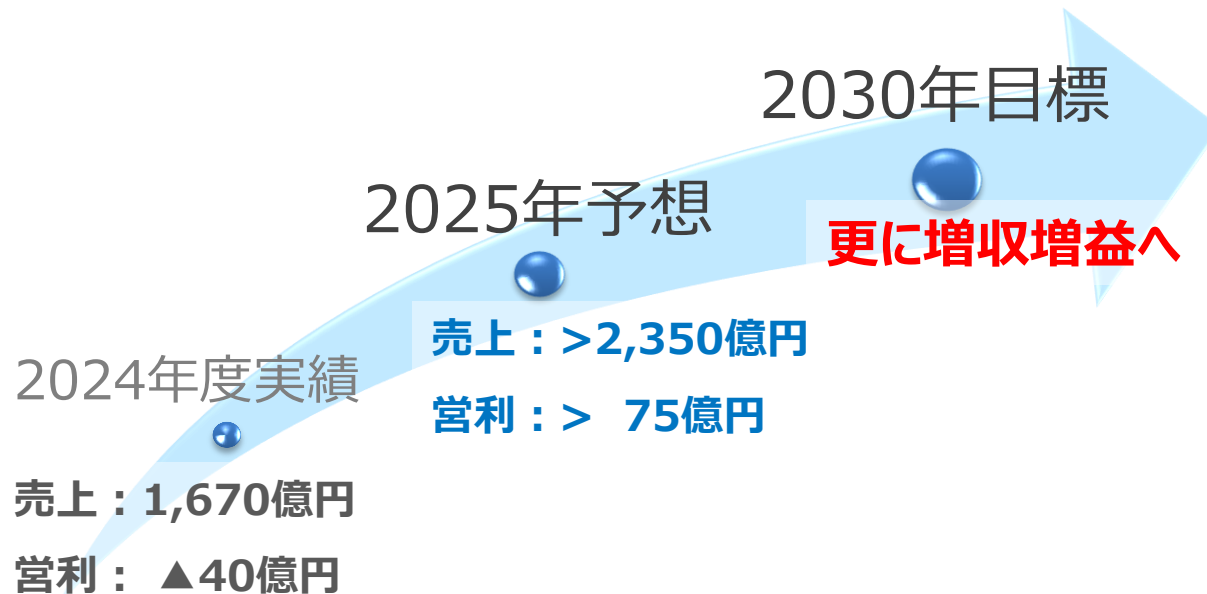 2024年度実績
売上：1,670億円
営利： ▲40億円
2025年予想
売上：>2,350億円
営利：> 75億円
2030年目標
更に増収増益へ